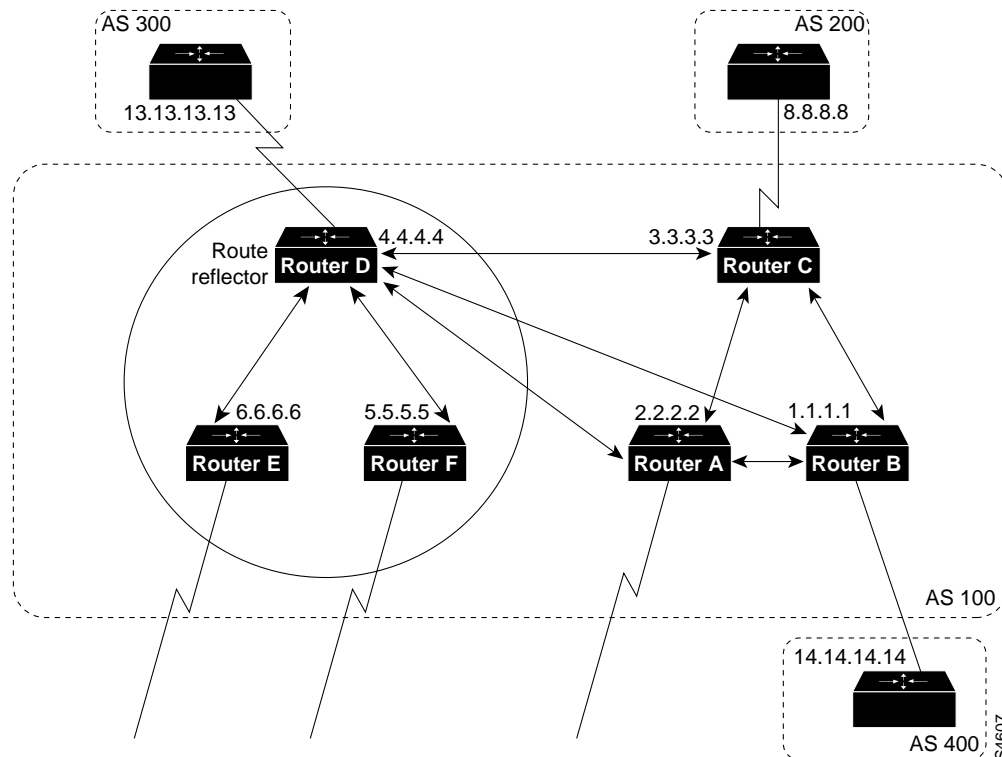 AS 300
AS 200
13.13.13.13
8.8.8.8
Route
reflector
4.4.4.4
3.3.3.3
Router D
Router C
6.6.6.6
5.5.5.5
2.2.2.2
1.1.1.1
Router E
Router F
Router A
Router B
AS 100
14.14.14.14
AS 400
S4607